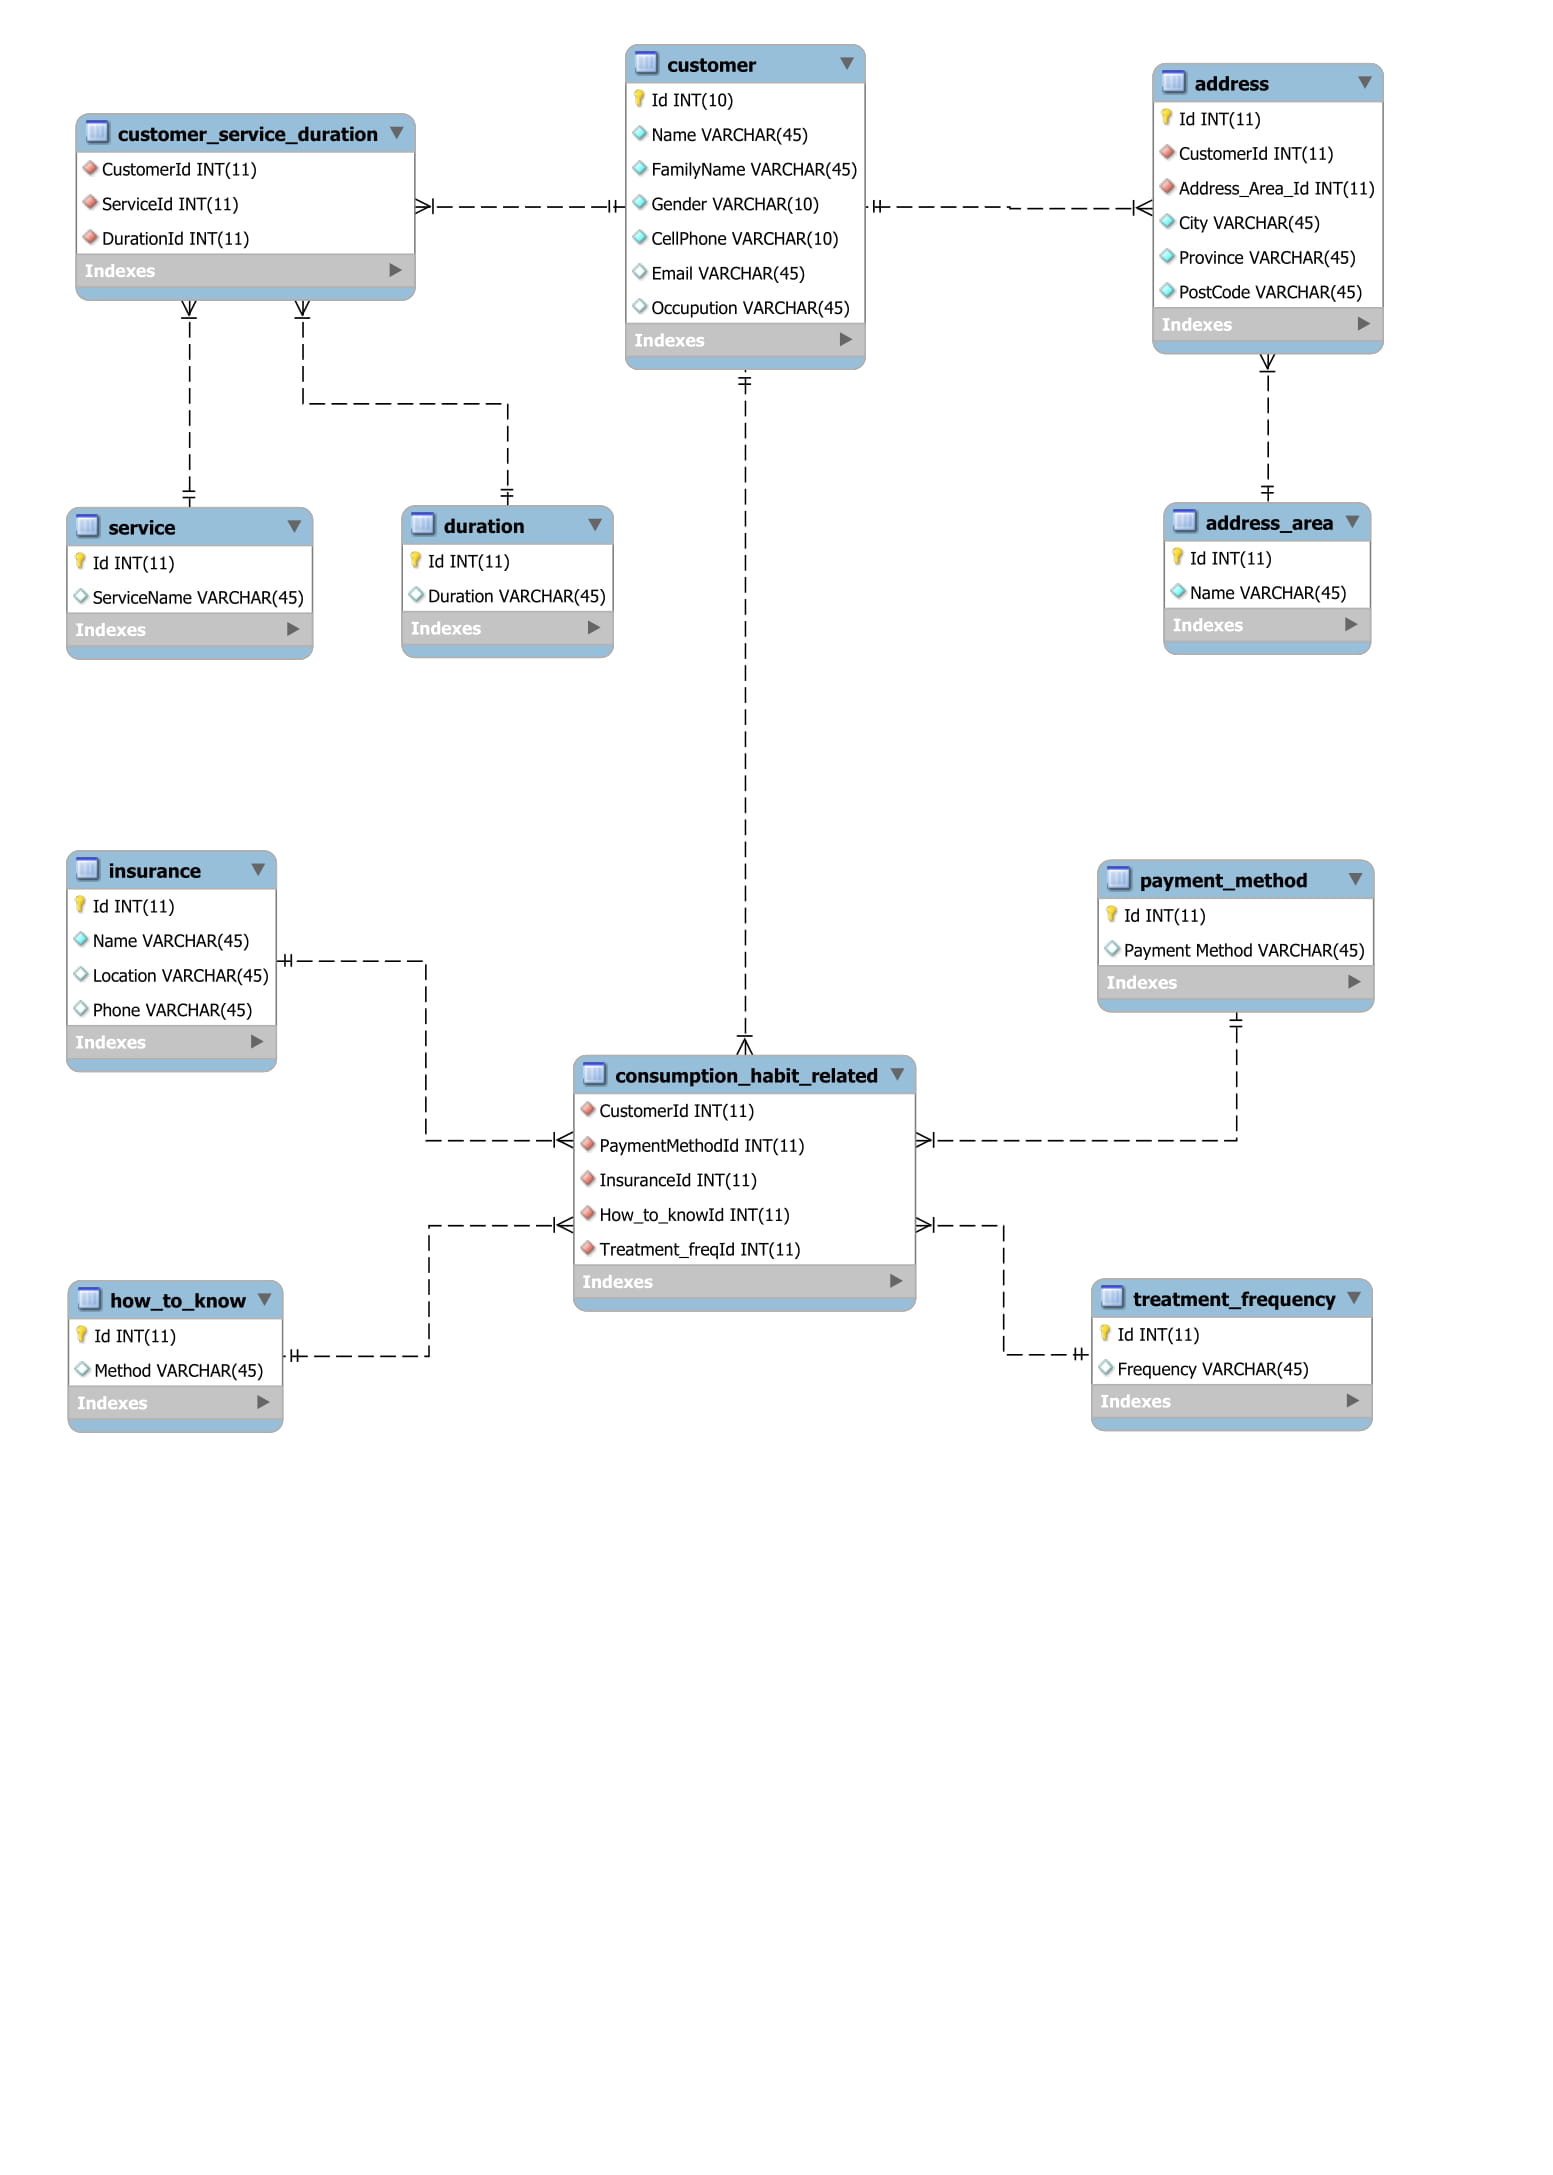 customer
Id INT(10)
Name VARCHAR(45)
FamilyName VARCHAR(45)
Gender VARCHAR(10)
CellPhone VARCHAR(10)
Email VARCHAR(45)
Occupution VARCHAR(45)
Indexes
address
Id INT(11)
CustomerId INT(11)
Address_Area_Id INT(11)
City VARCHAR(45)
Province VARCHAR(45)
PostCode VARCHAR(45)
Indexes
customer_service_duration
CustomerId INT(11)
ServiceId INT(11)
DurationId INT(11)
Indexes
service
Id INT(11)
ServiceName VARCHAR(45)
Indexes
duration
Id INT(11)
Duration VARCHAR(45)
Indexes
address_area
Id INT(11)
Name VARCHAR(45)
Indexes
insurance
Id INT(11)
Name VARCHAR(45)
Location VARCHAR(45)
Phone VARCHAR(45)
Indexes
payment_method
Id INT(11)
Payment Method VARCHAR(45)
Indexes
consumption_habit_related
CustomerId INT(11)
PaymentMethodId INT(11)
InsuranceId INT(11)
How_to_knowId INT(11)
Treatment_freqId INT(11)
Indexes
how_to_know
Id INT(11)
Method VARCHAR(45)
Indexes
treatment_frequency
Id INT(11)
Frequency VARCHAR(45)
Indexes